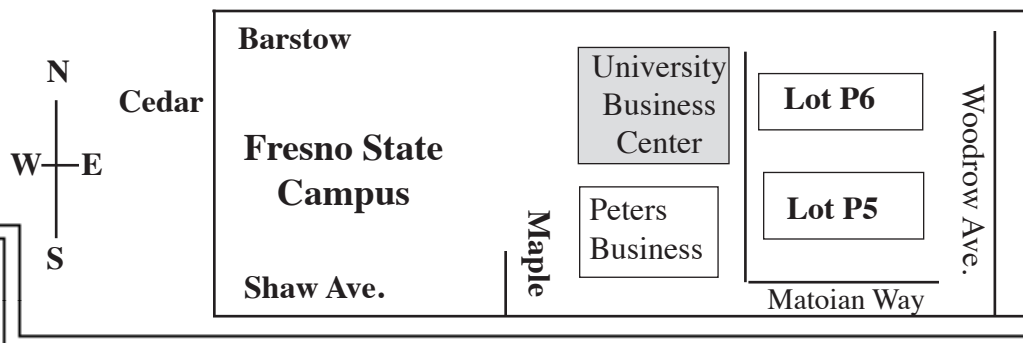 Barstow
N
Cedar
W
E
S
Fresno State
Campus
Shaw Ave.
Maple
University
Business
Center
Peters
Business
Lot P6
Lot P5
Woodrow Ave.
Matoian Way